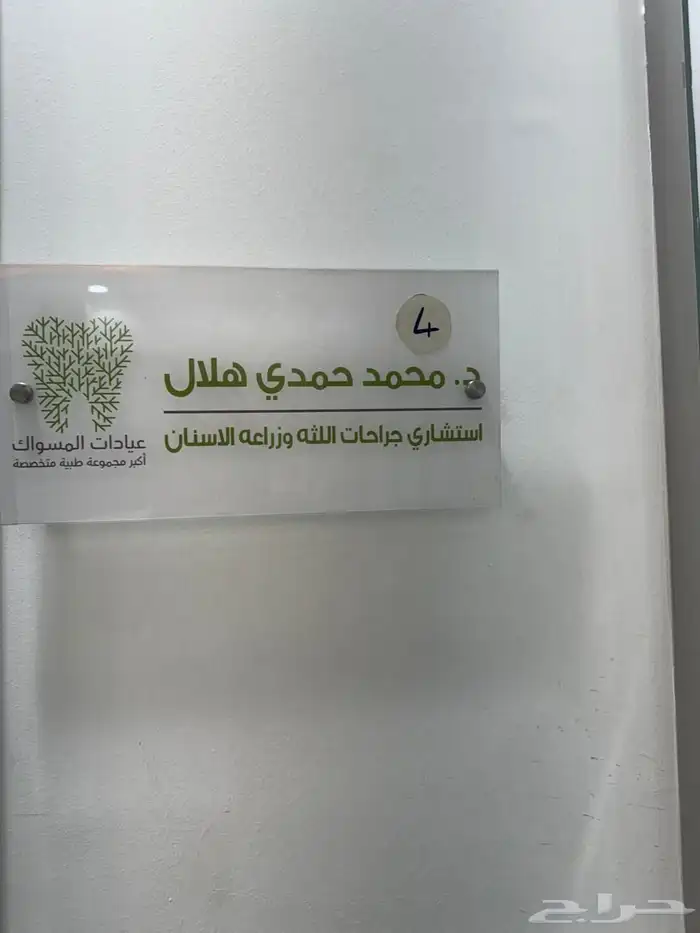 4
د. محمد حمدي هلال
استشاري جراحات اللثه وزراعه الاسنان
عيادات المسواك
أكبر مجموعة طبية متخصصة
حراج